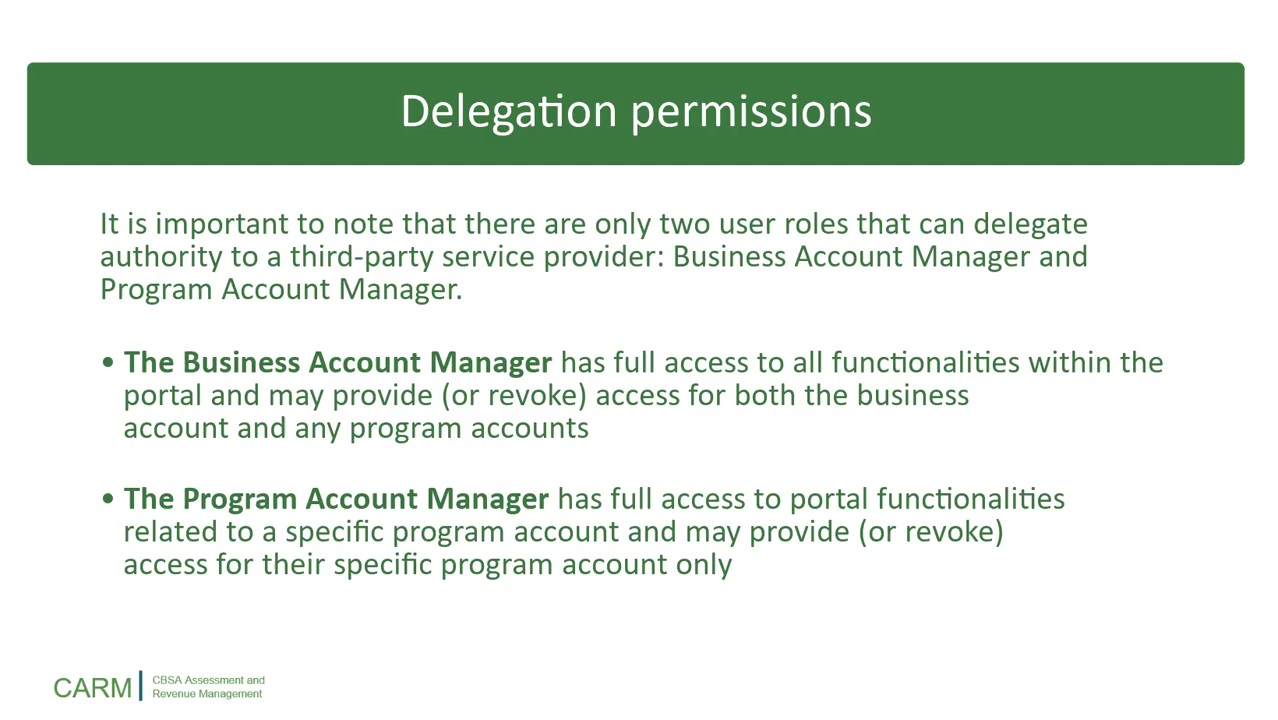 Delegation permissions
It is important to note that there are only two user roles that can delegate
authority to a third-party service provider: Business Account Manager and
Program Account Manager.
• The Business Account Manager has full access to all functionalities within the
portal and may provide (or revoke) access for both the business
account and any program accounts
• The Program Account Manager has full access to portal functionalities
related to a specific program account and may provide (or revoke)
access for their specific program account only
CARM
CBSA Assessment and
Revenue Management